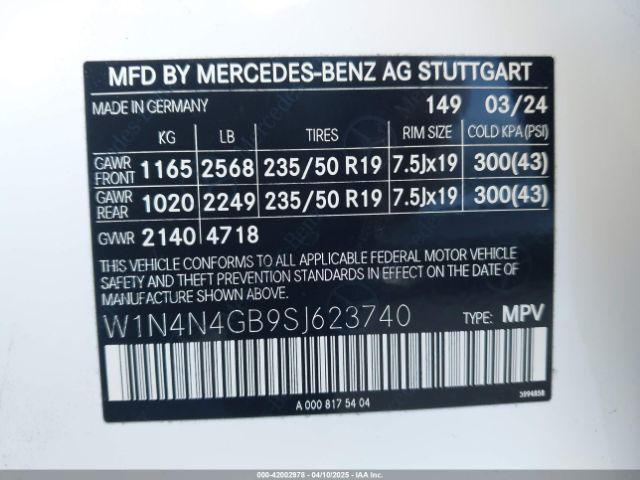 MFD BY MERCEDES-BENZ AG STUTTGART
MADE IN GERMANY 149 03/24
KG LB TIRES RIM SIZE COLD KPA (PSI)
GAWR FRONT 1165 2568 235/50 R19 7.5Jx19 300(43)
GAWR REAR 1020 2249 235/50 R19 7.5Jx19 300(43)
GVWR 2140 4718
THIS VEHICLE CONFORMS TO ALL APPLICABLE FEDERAL MOTOR VEHICLE
SAFETY AND THEFT PREVENTION STANDARDS IN EFFECT ON THE DATE OF
MANUFACTURE SHOWN ABOVE.
W1N4N4GB9SJ623740 TYPE: MPV
A 000 817 54 04 3994858
000-42002978 - 04/10/2025 - IAAI.COM